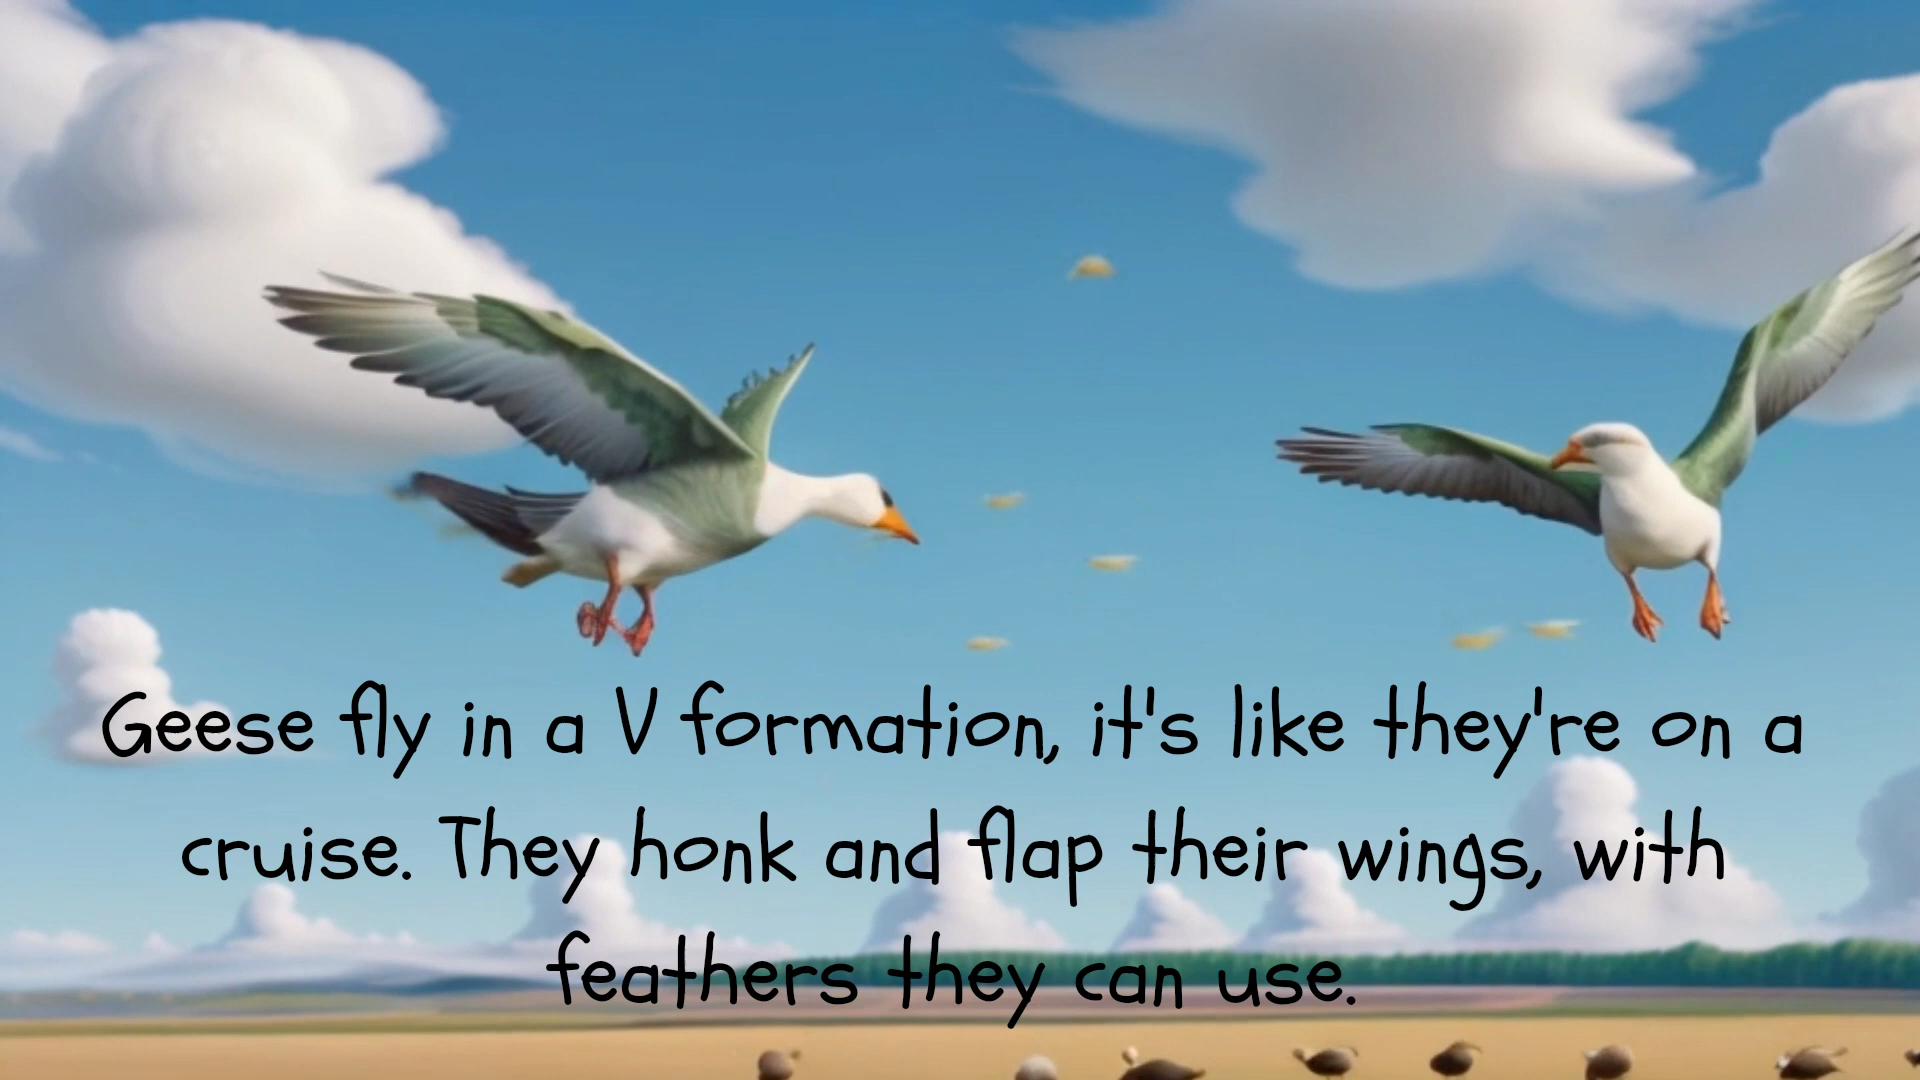 Geese fly in a V formation, it's like they're on a
cruise. They honk and flap their wings, with
feathers they can use.